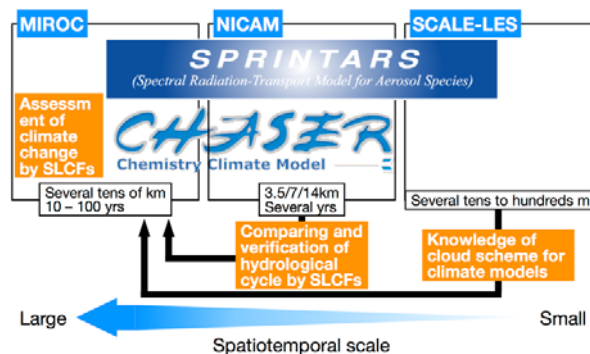 MIROC
NICAM
SCALE-LES
SPRINTARS
(Spectral Radiation-Transport Model for Aerosol Species)
Assessm
ent of
climate
change
by SLCFs
CHASER
Chemistry Climate Model
Several tens of km
10 – 100 yrs
3.5/7/14km
Several yrs
Several tens to hundreds m
Comparing and
verification of
hydrological
cycle by SLCFs
Knowledge of
cloud scheme for
climate models
Large
Small
Spatiotemporal scale